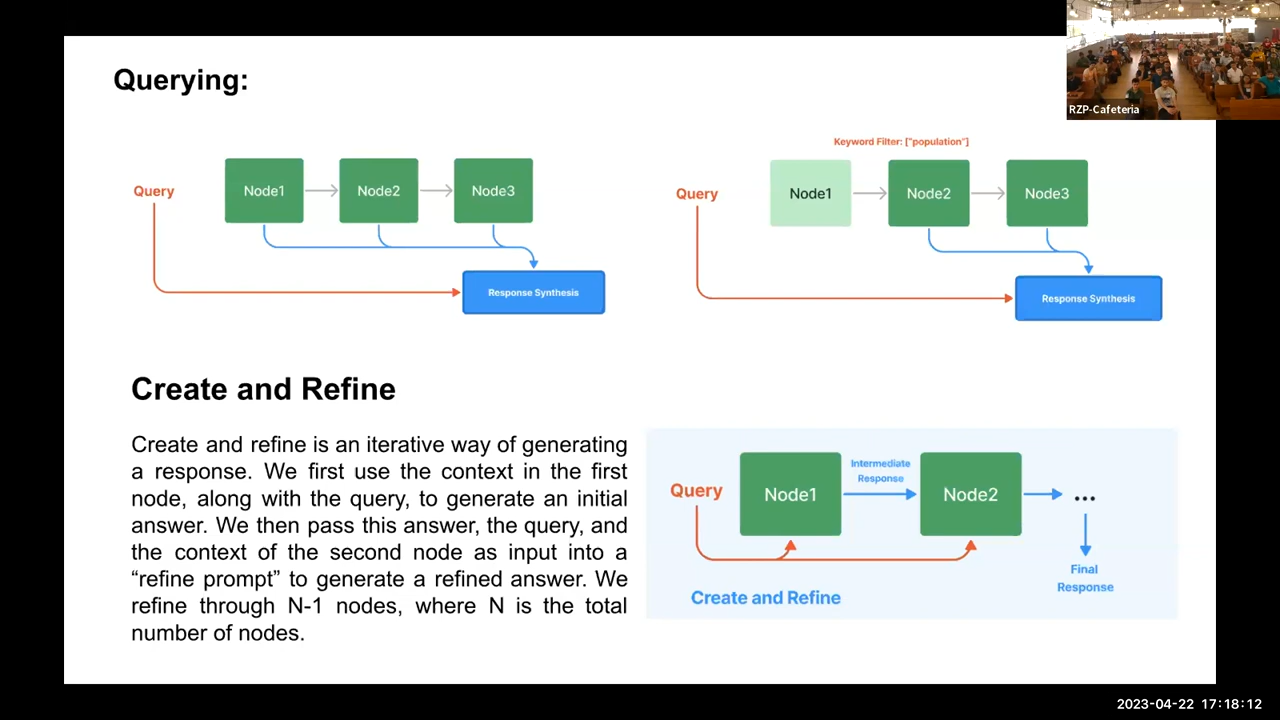 Querying:
RZP-Cafeteria
Query
Node1
Node2
Node3
Response Synthesis
Keyword Filter: ["population"]
Query
Node1
Node2
Node3
Response Synthesis
Create and Refine
Create and refine is an iterative way of generating
a response. We first use the context in the first
node, along with the query, to generate an initial
answer. We then pass this answer, the query, and
the context of the second node as input into a
“refine prompt” to generate a refined answer. We
refine through N-1 nodes, where N is the total
number of nodes.
Query
Node1
Intermediate
Response
Node2
...
Final
Response
Create and Refine
2023-04-22 17:18:12